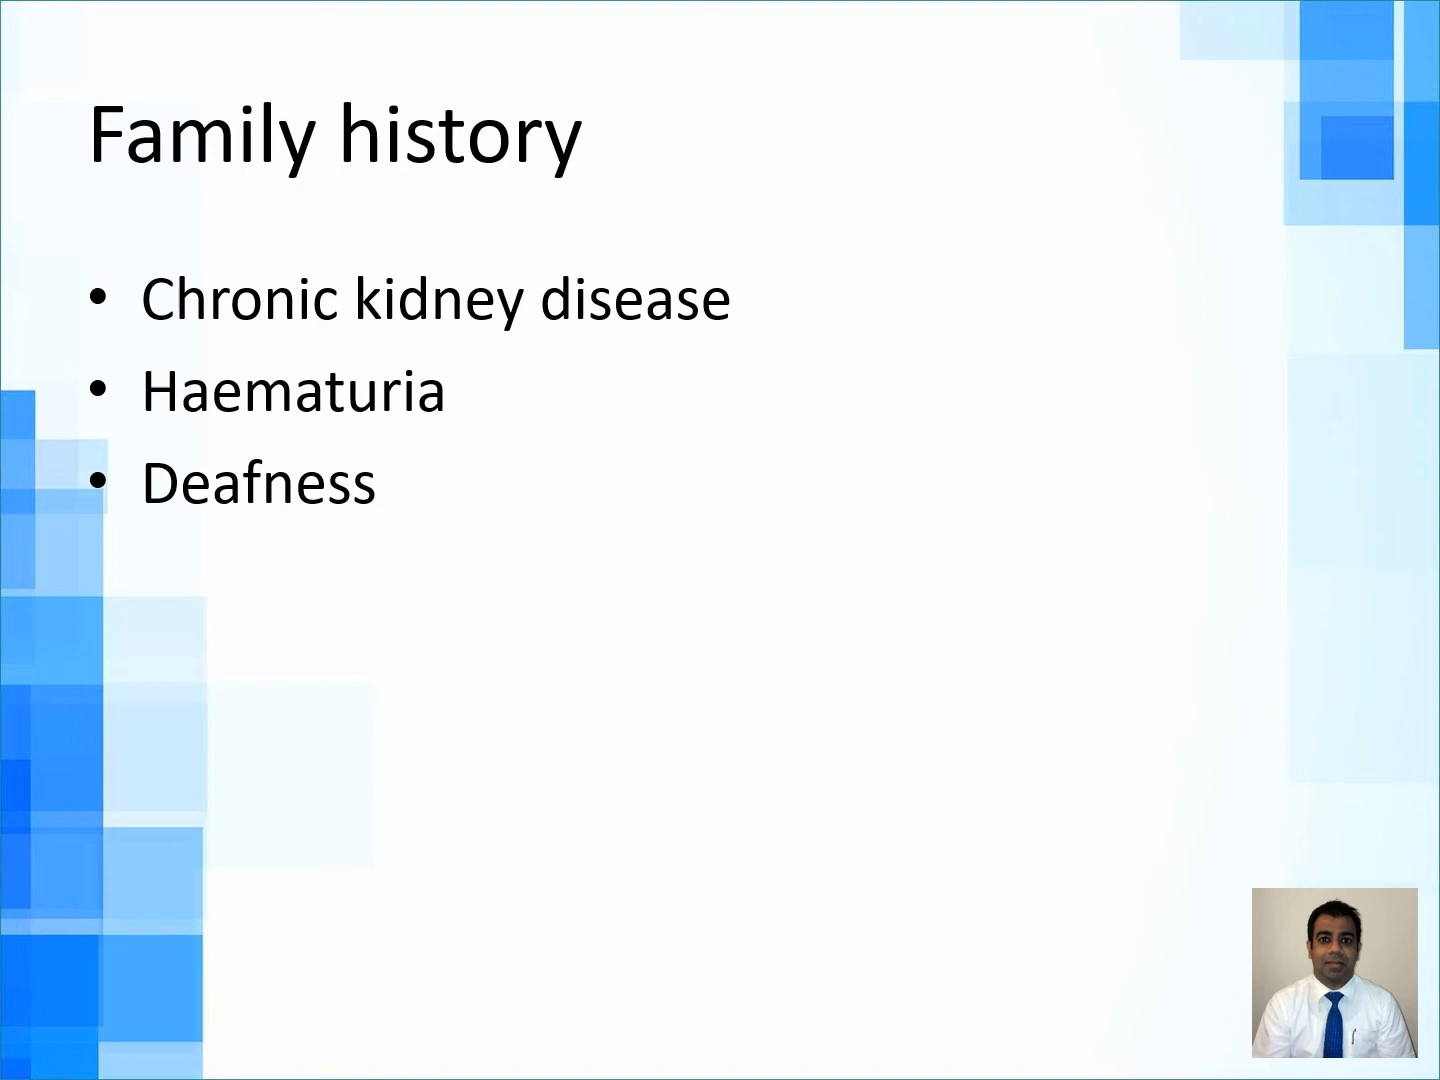 Family history
• Chronic kidney disease
• Haematuria
• Deafness